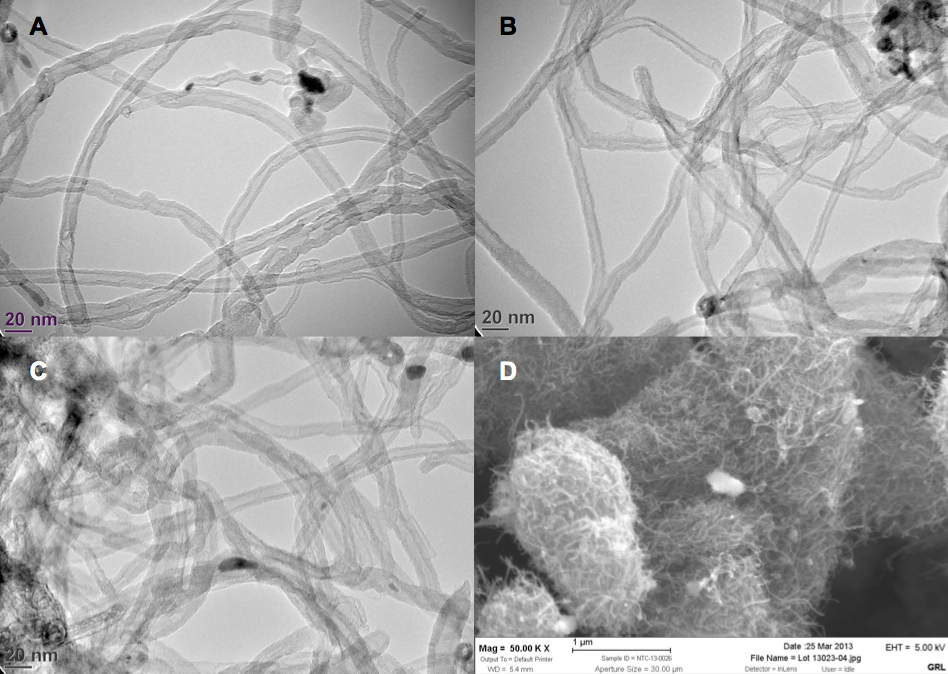 A
B
20 nm
20 nm
C
D
20 nm
1 µm
Mag = 50.00 K X
Output To = Default Printer
WD = 5.4 mm
Sample ID = NTC-13-0026
Aperture Size = 30.00 µm
Date :25 Mar 2013
File Name = Lot 13023-04.jpg
Detector = InLens
User = Idle
EHT = 5.00 kV
GRL